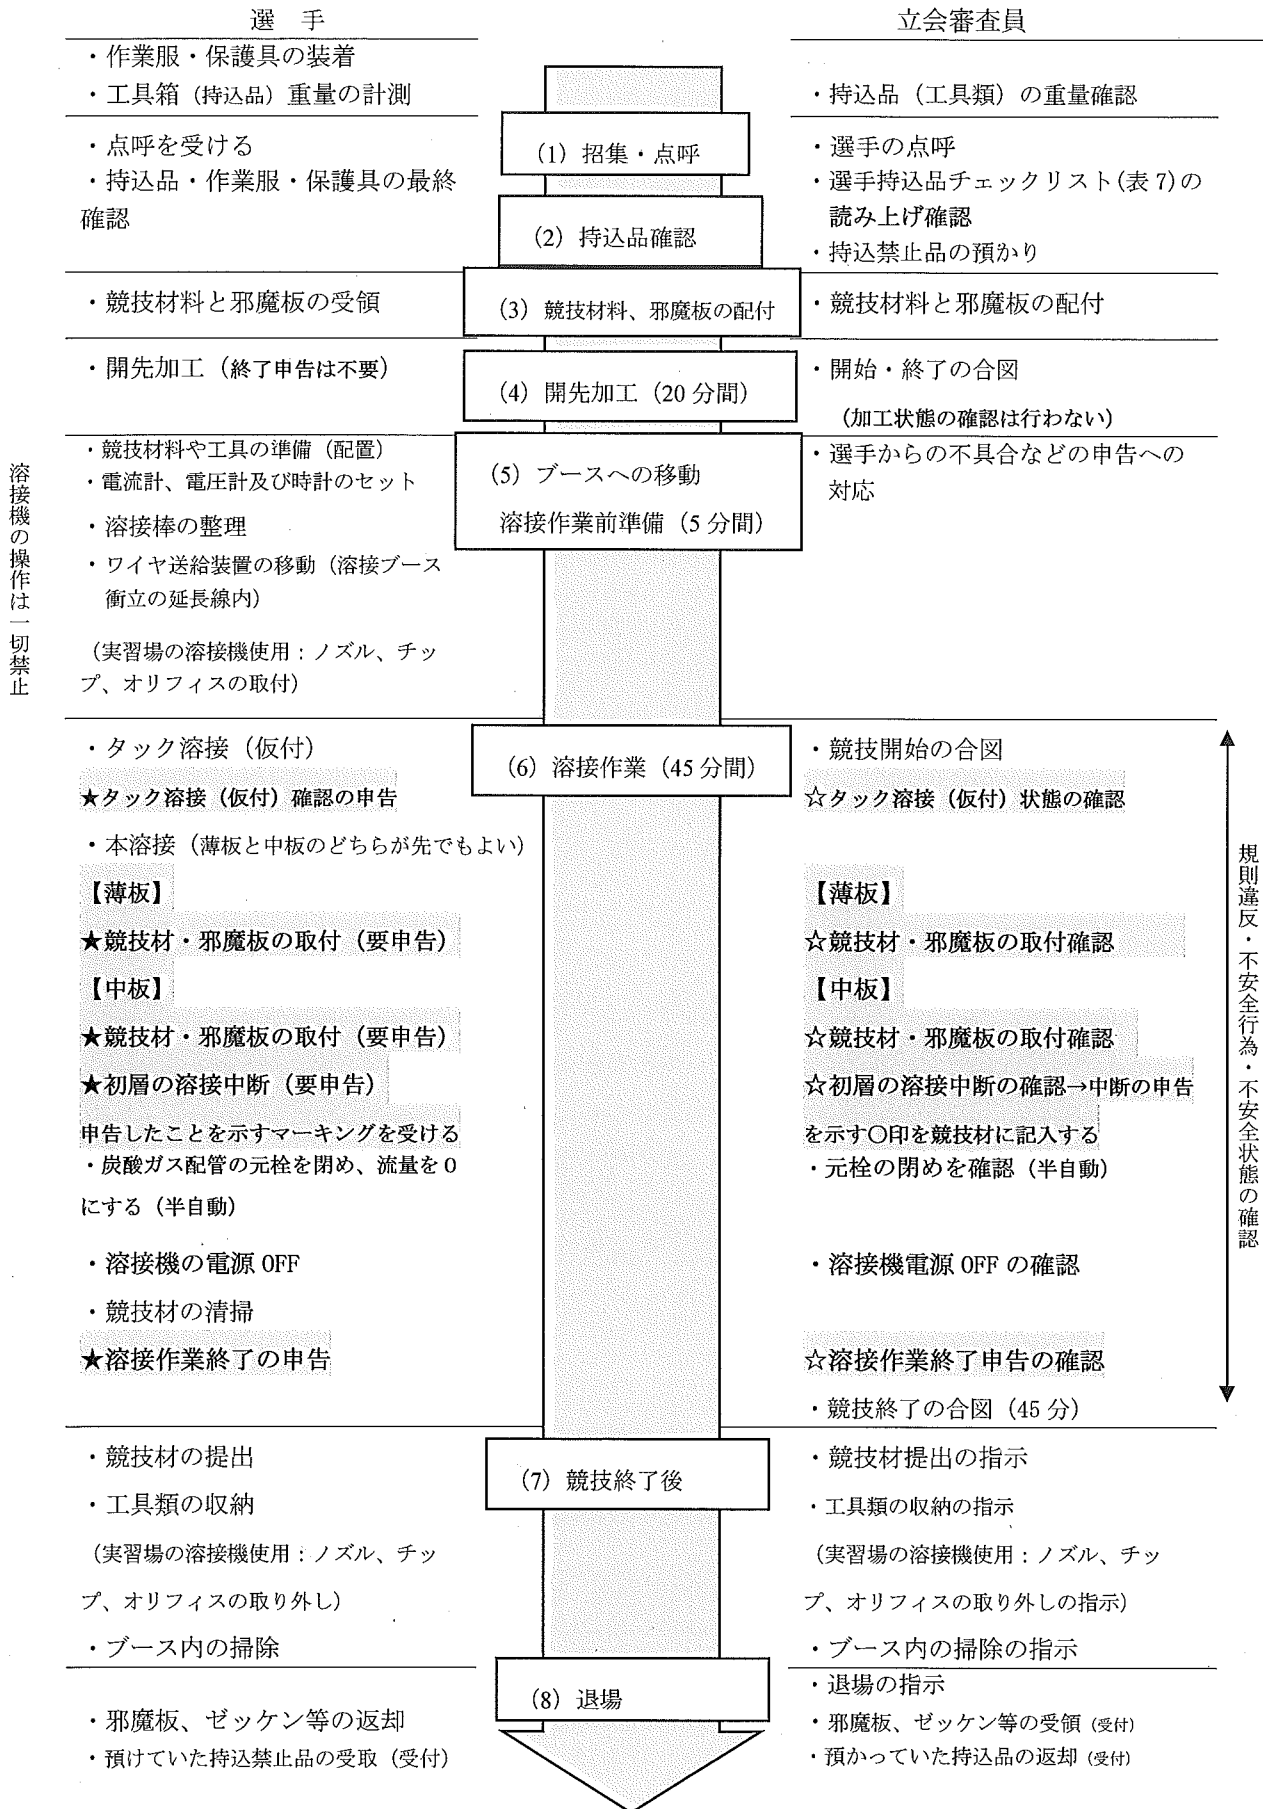 選　手
立会審査員
・作業服・保護具の装着
・工具箱（持込品）重量の計測
・持込品（工具類）の重量確認
(1) 招集・点呼
・点呼を受ける
・持込品・作業服・保護具の最終
確認
・選手の点呼
・選手持込品チェックリスト(表7)の
読み上げ確認
・持込禁止品の預かり
(2) 持込品確認
・競技材料と邪魔板の受領
(3) 競技材料、邪魔板の配付
・競技材料と邪魔板の配付
・開先加工（終了申告は不要）
(4) 開先加工（20分間）
・開始・終了の合図
（加工状態の確認は行わない）
溶接機の操作は一切禁止
・競技材料や工具の準備（配置）
・電流計、電圧計及び時計のセット
・溶接棒の整理
・ワイヤ送給装置の移動（溶接ブース
衝立の延長線内）
（実習場の溶接機使用：ノズル、チッ
プ、オリフィスの取付）
(5) ブースへの移動
溶接作業前準備（5分間）
・選手からの不具合などの申告への
対応
・タック溶接（仮付）
★タック溶接（仮付）確認の申告
・本溶接（薄板と中板のどちらが先でもよい）
【薄板】
★競技材・邪魔板の取付（要申告）
【中板】
★競技材・邪魔板の取付（要申告）
★初層の溶接中断（要申告）
申告したことを示すマーキングを受ける
・炭酸ガス配管の元栓を閉め、流量を0
にする（半自動）
・溶接機の電源 OFF
・競技材の清掃
★溶接作業終了の申告
(6) 溶接作業（45分間）
・競技開始の合図
☆タック溶接（仮付）状態の確認
【薄板】
☆競技材・邪魔板の取付確認
【中板】
☆競技材・邪魔板の取付確認
☆初層の溶接中断の確認→中断の申告
を示す〇印を競技材に記入する
・元栓の閉めを確認（半自動）
・溶接機電源 OFF の確認
☆溶接作業終了申告の確認
・競技終了の合図（45分）
規則違反・不安全行為・不安全状態の確認
・競技材の提出
・工具類の収納
（実習場の溶接機使用：ノズル、チッ
プ、オリフィスの取り外し）
・ブース内の掃除
(7) 競技終了後
・競技材提出の指示
・工具類の収納の指示
（実習場の溶接機使用：ノズル、チッ
プ、オリフィスの取り外しの指示）
・ブース内の掃除の指示
・邪魔板、ゼッケン等の返却
・預けていた持込禁止品の受取（受付）
(8) 退場
・退場の指示
・邪魔板、ゼッケン等の受領（受付）
・預かっていた持込品の返却（受付）